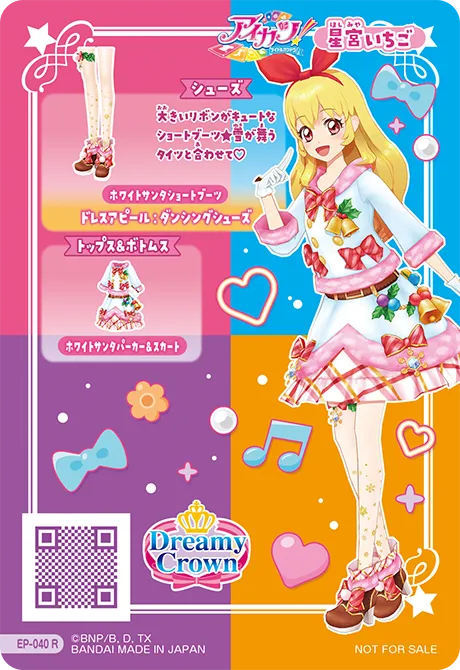 アイカツ!
アイドルカツドウ!
ほしみや
星宮いちご
シューズ
大きいリボンがキュートな
ショートブーツ★雪が舞う
タイツと合わせて♡
ホワイトサンタショートブーツ
ドレスアピール:ダンシングシューズ
トップス&ボトムス
ホワイトサンタパーカー&スカート
Dreamy
Crown
EP-040 R
©BNP/B, D, TX
BANDAI MADE IN JAPAN
NOT FOR SALE